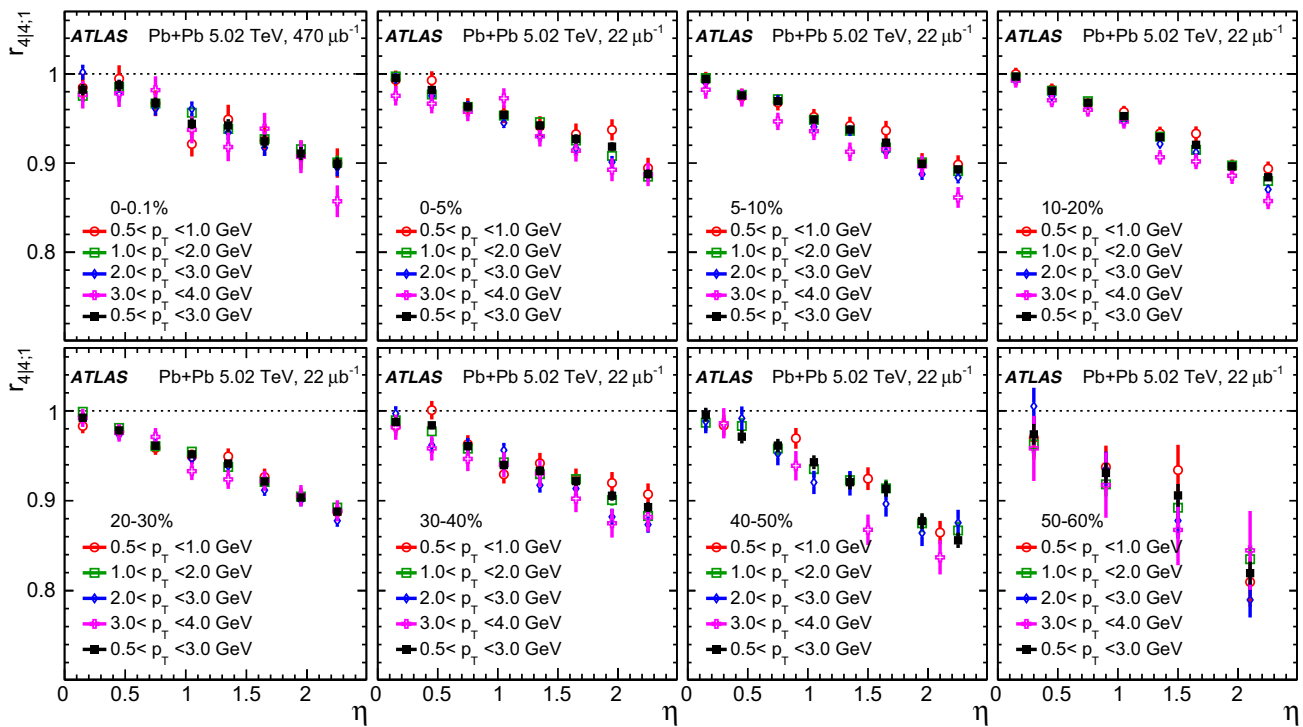 r4|4;1
ATLAS Pb+Pb 5.02 TeV, 470 μb-1
1
0.9
0.8
0-0.1%
0.5< pT <1.0 GeV
1.0< pT <2.0 GeV
2.0< pT <3.0 GeV
3.0< pT <4.0 GeV
0.5< pT <3.0 GeV
ATLAS Pb+Pb 5.02 TeV, 22 μb-1
0-5%
0.5< pT <1.0 GeV
1.0< pT <2.0 GeV
2.0< pT <3.0 GeV
3.0< pT <4.0 GeV
0.5< pT <3.0 GeV
ATLAS Pb+Pb 5.02 TeV, 22 μb-1
5-10%
0.5< pT <1.0 GeV
1.0< pT <2.0 GeV
2.0< pT <3.0 GeV
3.0< pT <4.0 GeV
0.5< pT <3.0 GeV
ATLAS Pb+Pb 5.02 TeV, 22 μb-1
10-20%
0.5< pT <1.0 GeV
1.0< pT <2.0 GeV
2.0< pT <3.0 GeV
3.0< pT <4.0 GeV
0.5< pT <3.0 GeV
r4|4;1
ATLAS Pb+Pb 5.02 TeV, 22 μb-1
1
0.9
0.8
20-30%
0.5< pT <1.0 GeV
1.0< pT <2.0 GeV
2.0< pT <3.0 GeV
3.0< pT <4.0 GeV
0.5< pT <3.0 GeV
0 0.5 1 1.5 2
η
ATLAS Pb+Pb 5.02 TeV, 22 μb-1
30-40%
0.5< pT <1.0 GeV
1.0< pT <2.0 GeV
2.0< pT <3.0 GeV
3.0< pT <4.0 GeV
0.5< pT <3.0 GeV
0 0.5 1 1.5 2
η
ATLAS Pb+Pb 5.02 TeV, 22 μb-1
40-50%
0.5< pT <1.0 GeV
1.0< pT <2.0 GeV
2.0< pT <3.0 GeV
3.0< pT <4.0 GeV
0.5< pT <3.0 GeV
0 0.5 1 1.5 2
η
ATLAS Pb+Pb 5.02 TeV, 22 μb-1
50-60%
0.5< pT <1.0 GeV
1.0< pT <2.0 GeV
2.0< pT <3.0 GeV
3.0< pT <4.0 GeV
0.5< pT <3.0 GeV
0 0.5 1 1.5 2
η